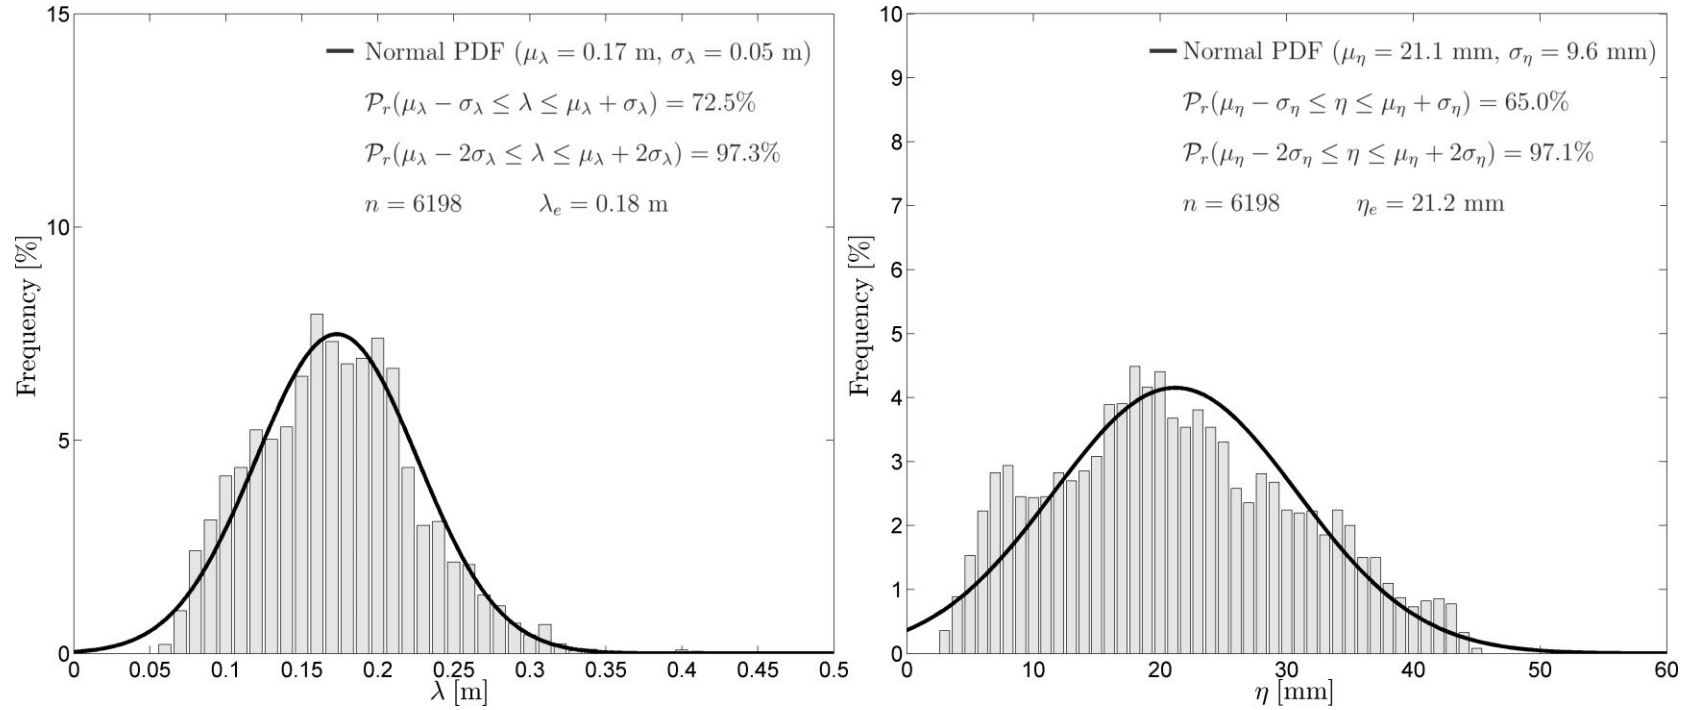 15
10
5
0
Frequency [%]
Normal PDF (μ_λ = 0.17 m, σ_λ = 0.05 m)
𝒫_r(μ_λ − σ_λ ≤ λ ≤ μ_λ + σ_λ) = 72.5%
𝒫_r(μ_λ − 2σ_λ ≤ λ ≤ μ_λ + 2σ_λ) = 97.3%
n = 6198 λ_e = 0.18 m
0 0.05 0.1 0.15 0.2 0.25 0.3 0.35 0.4 0.45 0.5
λ [m]
10
9
8
7
6
5
4
3
2
1
0
Frequency [%]
Normal PDF (μ_η = 21.1 mm, σ_η = 9.6 mm)
𝒫_r(μ_η − σ_η ≤ η ≤ μ_η + σ_η) = 65.0%
𝒫_r(μ_η − 2σ_η ≤ η ≤ μ_η + 2σ_η) = 97.1%
n = 6198 η_e = 21.2 mm
0 10 20 30 40 50 60
η [mm]